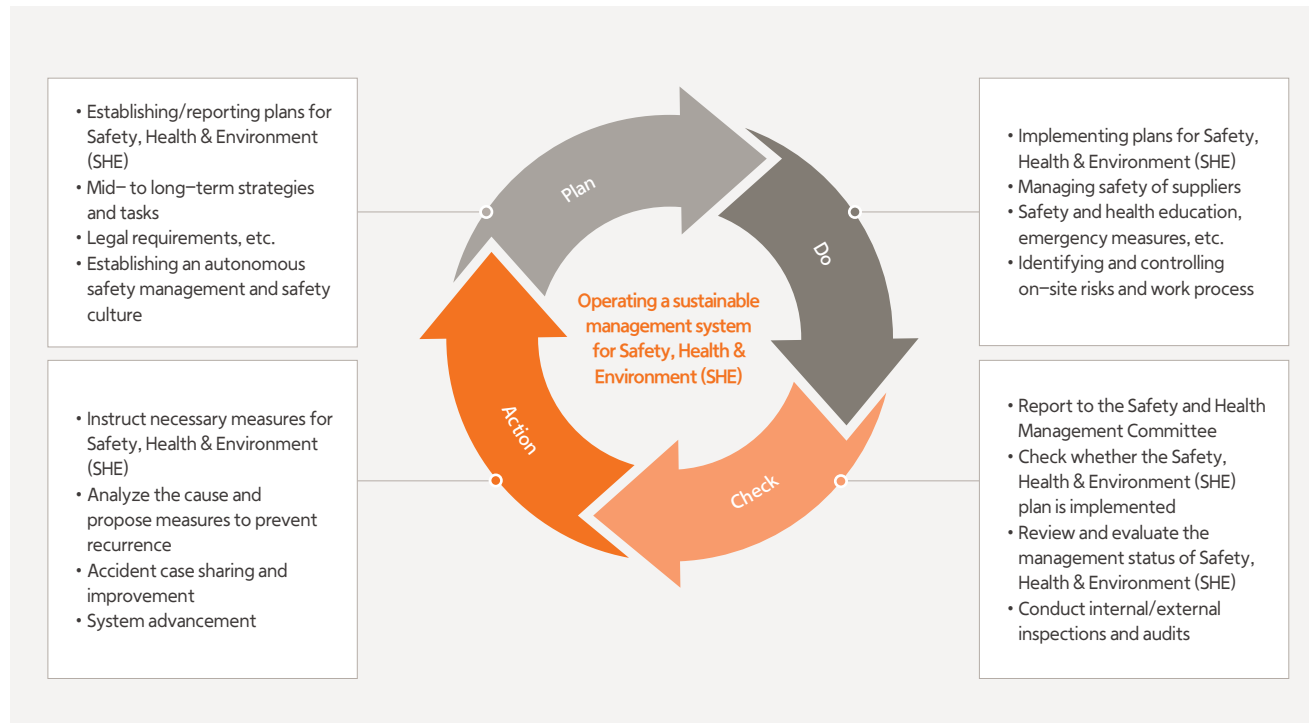 • Establishing/reporting plans for
Safety, Health & Environment
(SHE)
• Mid- to long-term strategies
and tasks
• Legal requirements, etc.
• Establishing an autonomous
safety management and safety
culture
Plan
Do
• Implementing plans for Safety,
Health & Environment (SHE)
• Managing safety of suppliers
• Safety and health education,
emergency measures, etc.
• Identifying and controlling
on-site risks and work process
Operating a sustainable
management system
for Safety, Health &
Environment (SHE)
• Instruct necessary measures for
Safety, Health & Environment
(SHE)
• Analyze the cause and
propose measures to prevent
recurrence
• Accident case sharing and
improvement
• System advancement
Action
Check
• Report to the Safety and Health
Management Committee
• Check whether the Safety,
Health & Environment (SHE)
plan is implemented
• Review and evaluate the
management status of Safety,
Health & Environment (SHE)
• Conduct internal/external
inspections and audits